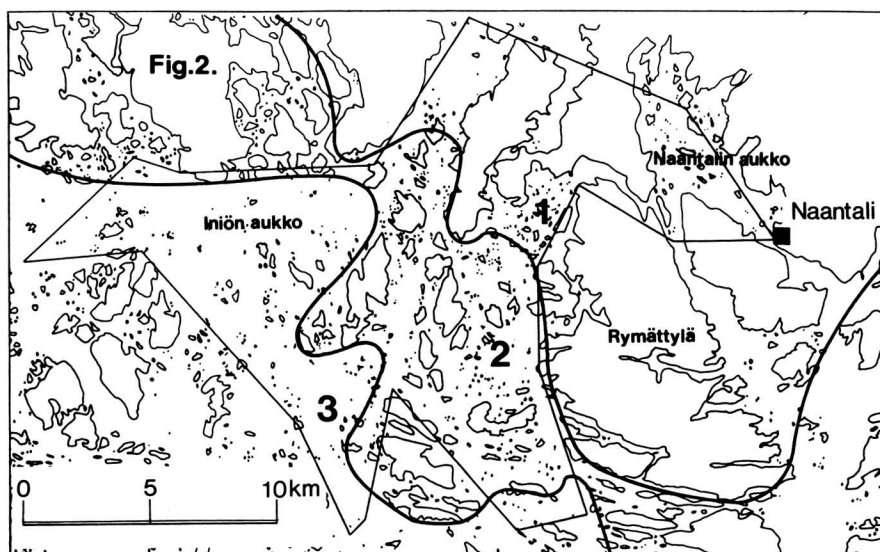 Fig.2.
Naantalin aukko
1
Naantali
Iniön aukko
Rymättylä
2
3
0 5 10km